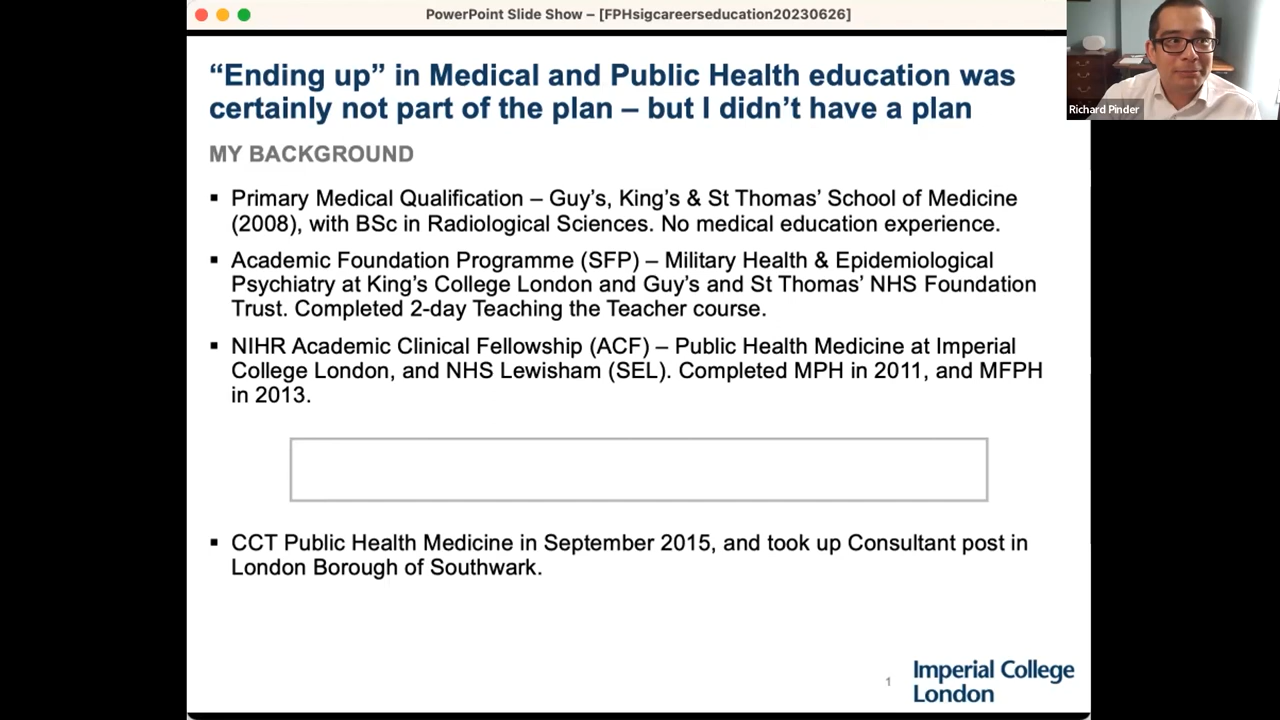 PowerPoint Slide Show – [FPHsigcareerseducation20230626]
“Ending up” in Medical and Public Health education was
certainly not part of the plan – but I didn’t have a plan
MY BACKGROUND
▪ Primary Medical Qualification – Guy’s, King’s & St Thomas’ School of Medicine
(2008), with BSc in Radiological Sciences. No medical education experience.
▪ Academic Foundation Programme (SFP) – Military Health & Epidemiological
Psychiatry at King’s College London and Guy’s and St Thomas’ NHS Foundation
Trust. Completed 2-day Teaching the Teacher course.
▪ NIHR Academic Clinical Fellowship (ACF) – Public Health Medicine at Imperial
College London, and NHS Lewisham (SEL). Completed MPH in 2011, and MFPH
in 2013.
▪ CCT Public Health Medicine in September 2015, and took up Consultant post in
London Borough of Southwark.
1
Imperial College
London
Richard Pinder